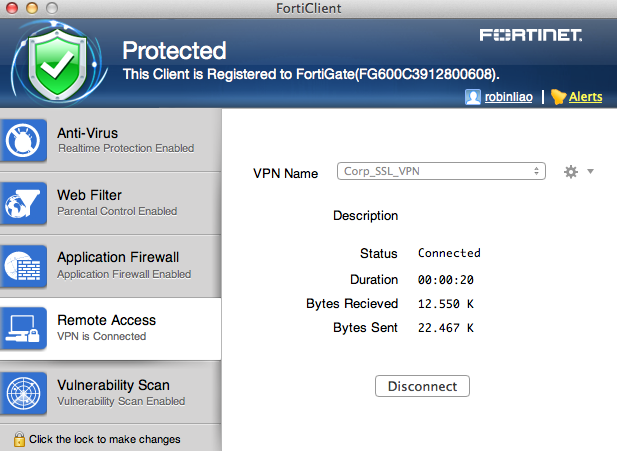 FortiClient
Protected
FORTINET
This Client is Registered to FortiGate(FG600C3912800608).
robinliao | Alerts
Anti-Virus
Realtime Protection Enabled
Web Filter
Parental Control Enabled
Application Firewall
Application Firewall Enabled
Remote Access
VPN is Connected
Vulnerability Scan
Vulnerability Scan Enabled
Click the lock to make changes
VPN Name Corp_SSL_VPN
Description
Status Connected
Duration 00:00:20
Bytes Recieved 12.550 K
Bytes Sent 22.467 K
Disconnect